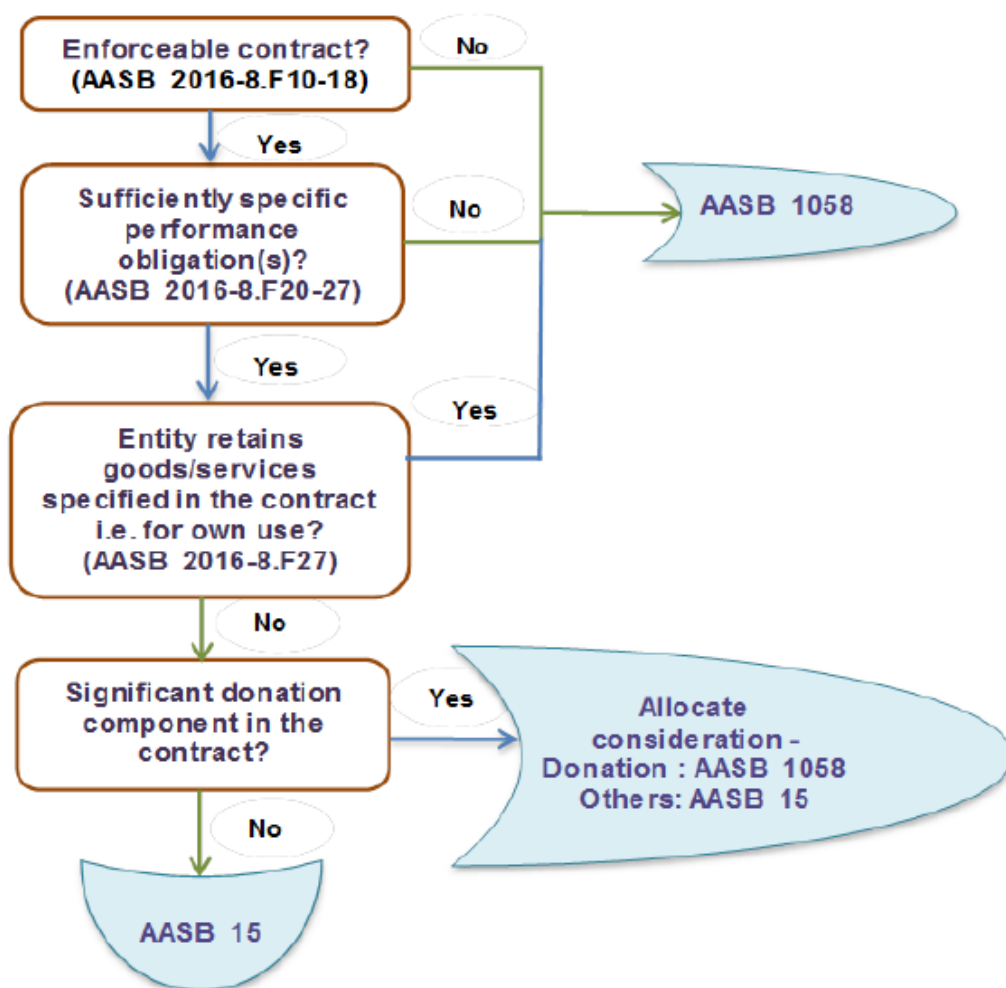 Enforceable contract?
(AASB 2016-8.F10-18)
No
Yes
Sufficiently specific
performance
obligation(s)?
(AASB 2016-8.F20-27)
No
AASB 1058
Yes
Entity retains
goods/services
specified in the contract
i.e. for own use?
(AASB 2016-8.F27)
Yes
No
Significant donation
component in the
contract?
Yes
Allocate
consideration -
Donation : AASB 1058
Others: AASB 15
No
AASB 15